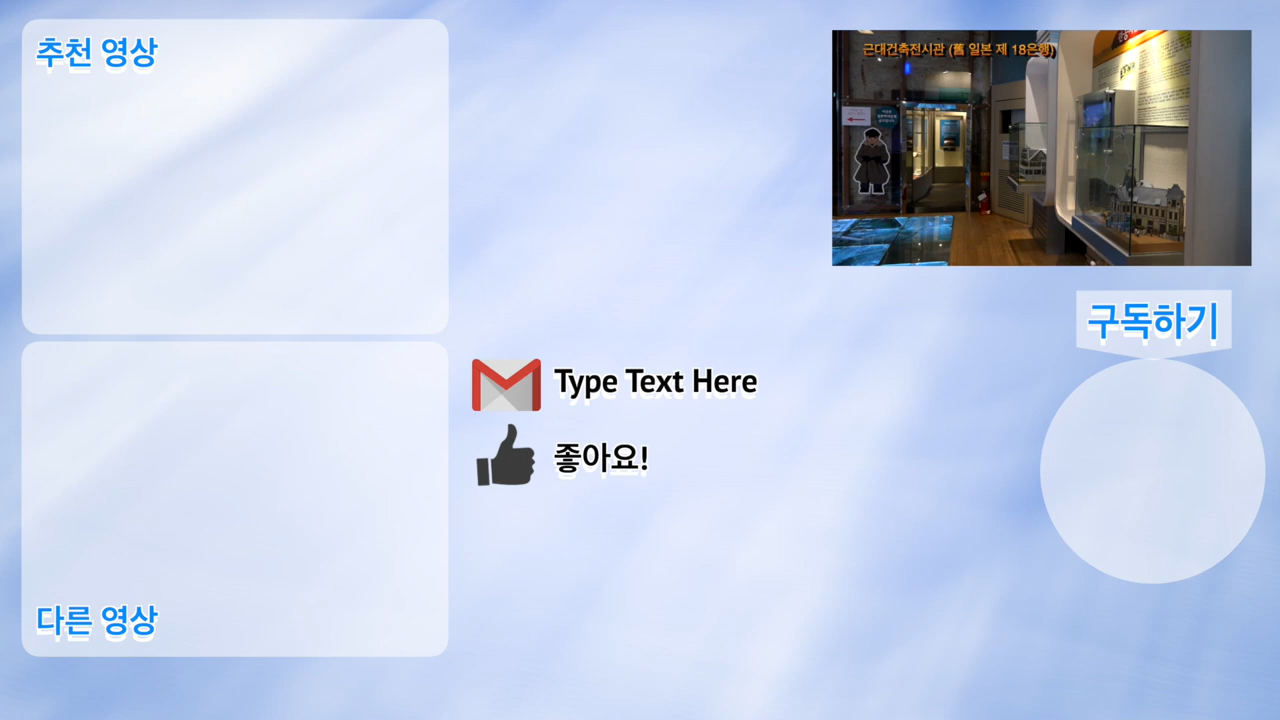 추천 영상
근대건축전시관 (舊 일본 제 18은행)
구독하기
Type Text Here
좋아요!
다른 영상